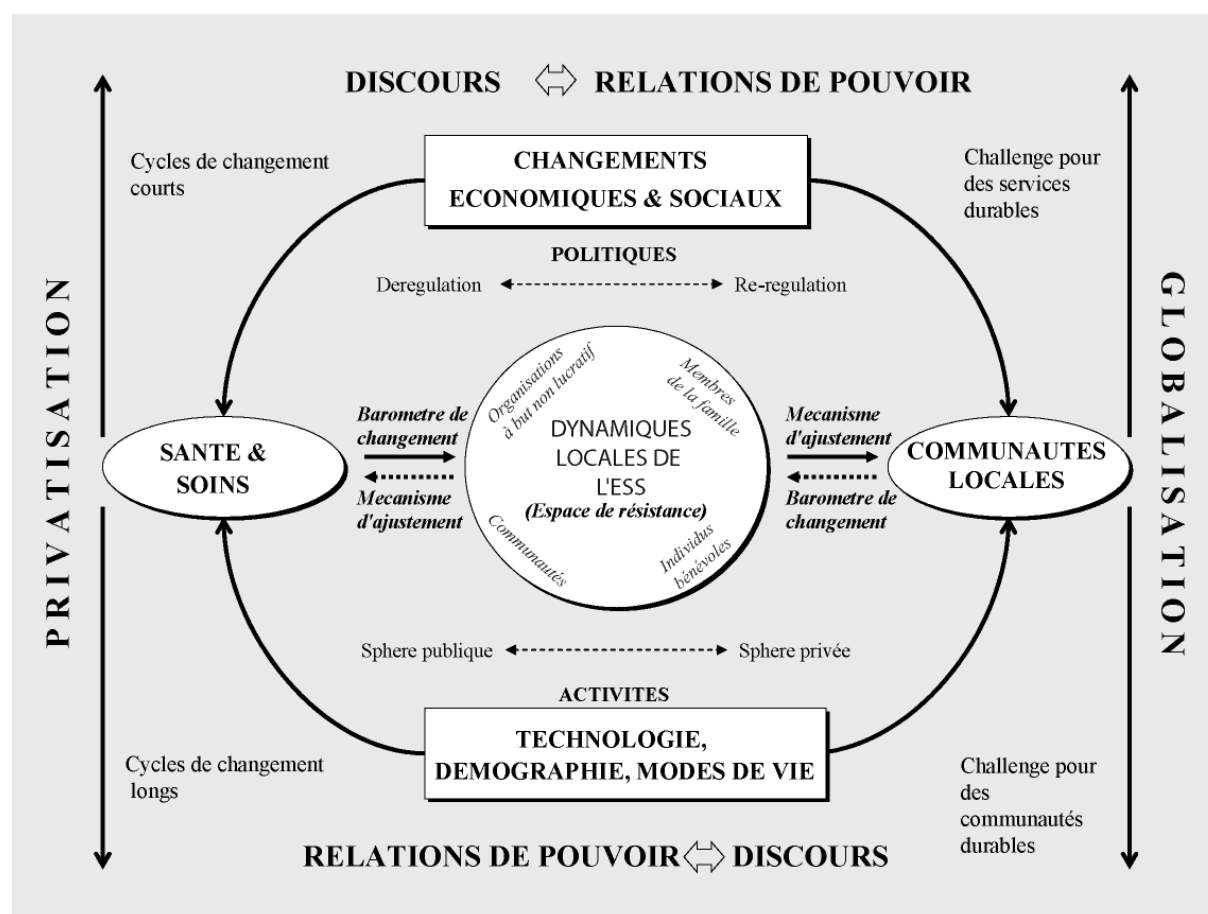 DISCOURS ⇔ RELATIONS DE POUVOIR
Cycles de changement
courts
CHANGEMENTS
ECONOMIQUES & SOCIAUX
Challenge pour
des services
durables
POLITIQUES
Deregulation
Re-regulation
PRIVATISATION
GLOBALISATION
SANTE &
SOINS
Barometre de
changement
Mecanisme
d'ajustement
Organisations
à but non lucratif
Membres
de la famille
DYNAMIQUES
LOCALES DE
L'ESS
(Espace de résistance)
Communautés
Individus
bénévoles
Mecanisme
d'ajustement
Barometre de
changement
COMMUNAUTES
LOCALES
Sphere publique
Sphere privée
ACTIVITES
TECHNOLOGIE,
DEMOGRAPHIE, MODES DE VIE
Cycles de changement
longs
Challenge pour
des
communautés
durables
RELATIONS DE POUVOIR ⇔ DISCOURS